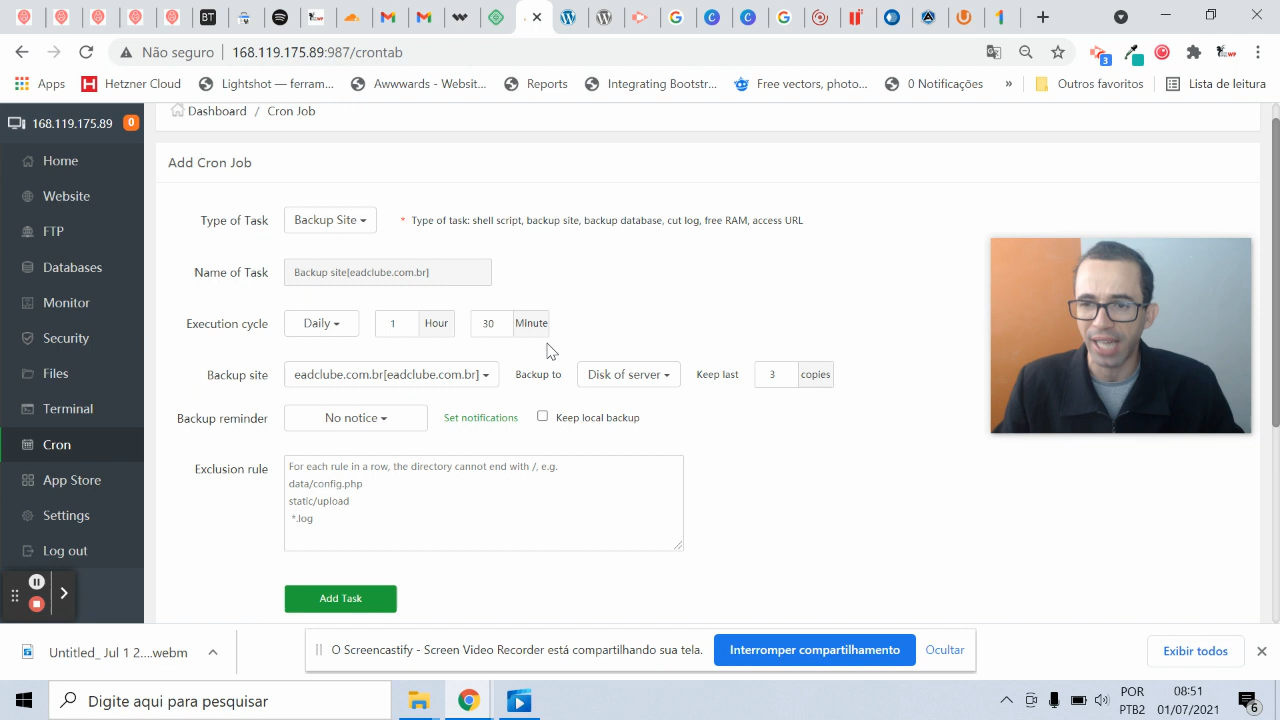 BT
Não seguro
168.119.175.89:987/crontab
3
Apps
Hetzner Cloud
Lightshot — ferram...
Awwwards - Websit...
Reports
Integrating Bootstr...
Free vectors, photo...
0 Notificações
»
Outros favoritos
Lista de leitura
168.119.175.89
0
Home
Website
FTP
Databases
Monitor
Security
Files
Terminal
Cron
App Store
Settings
Log out
Dashboard / Cron Job
Add Cron Job
Type of Task
Backup Site
* Type of task: shell script, backup site, backup database, cut log, free RAM, access URL
Name of Task
Backup site[eadclube.com.br]
Execution cycle
Daily
1 Hour
30 Minute
Backup site
eadclube.com.br[eadclube.com.br]
Backup to
Disk of server
Keep last
3 copies
Backup reminder
No notice
Set notifications
Keep local backup
Exclusion rule
For each rule in a row, the directory cannot end with /, e.g.
data/config.php
static/upload
*.log
Add Task
Untitled_ Jul 1 2....webm
O Screencastify - Screen Video Recorder está compartilhando sua tela.
Interromper compartilhamento
Ocultar
Exibir todos
Digite aqui para pesquisar
POR
PTB2
08:51
01/07/2021
6